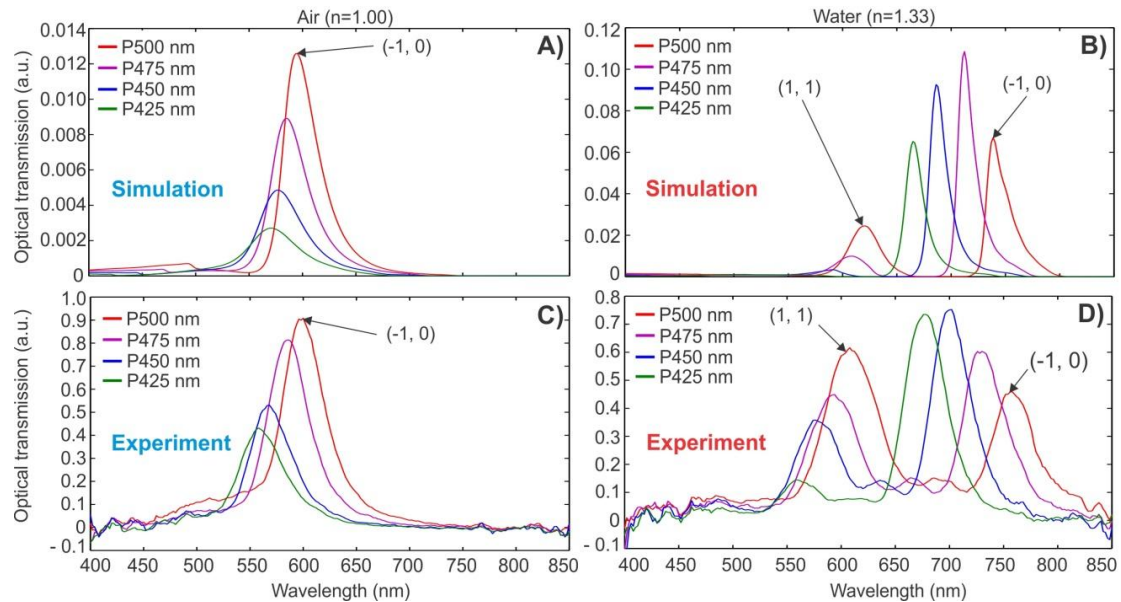 Air (n=1.00)
Water (n=1.33)
A)
P500 nm
P475 nm
P450 nm
P425 nm
(-1, 0)
Simulation
Optical transmission (a.u.)
0.014
0.012
0.010
0.008
0.006
0.004
0.002
0
B)
P500 nm
P475 nm
P450 nm
P425 nm
(1, 1)
(-1, 0)
Simulation
0.12
0.10
0.08
0.06
0.04
0.02
0
C)
P500 nm
P475 nm
P450 nm
P425 nm
(-1, 0)
Experiment
Optical transmission (a.u.)
1.0
0.9
0.8
0.7
0.6
0.5
0.4
0.3
0.2
0.1
0
- 0.1
400 450 500 550 600 650 700 750 800 850
Wavelength (nm)
D)
P500 nm
P475 nm
P450 nm
P425 nm
(1, 1)
(-1, 0)
Experiment
0.8
0.7
0.6
0.5
0.4
0.3
0.2
0.1
0
- 0.1
400 450 500 550 600 650 700 750 800 850
Wavelength (nm)